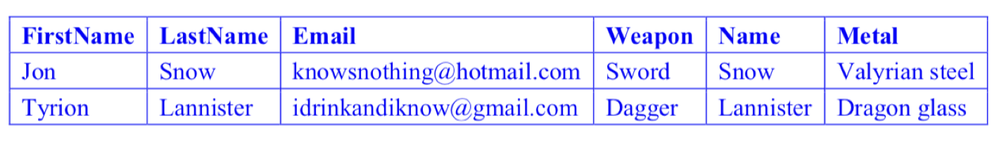 FirstName LastName Email Weapon Name Metal
Jon Snow knowsnothing@hotmail.com Sword Snow Valyrian steel
Tyrion Lannister idrinkandiknow@gmail.com Dagger Lannister Dragon glass